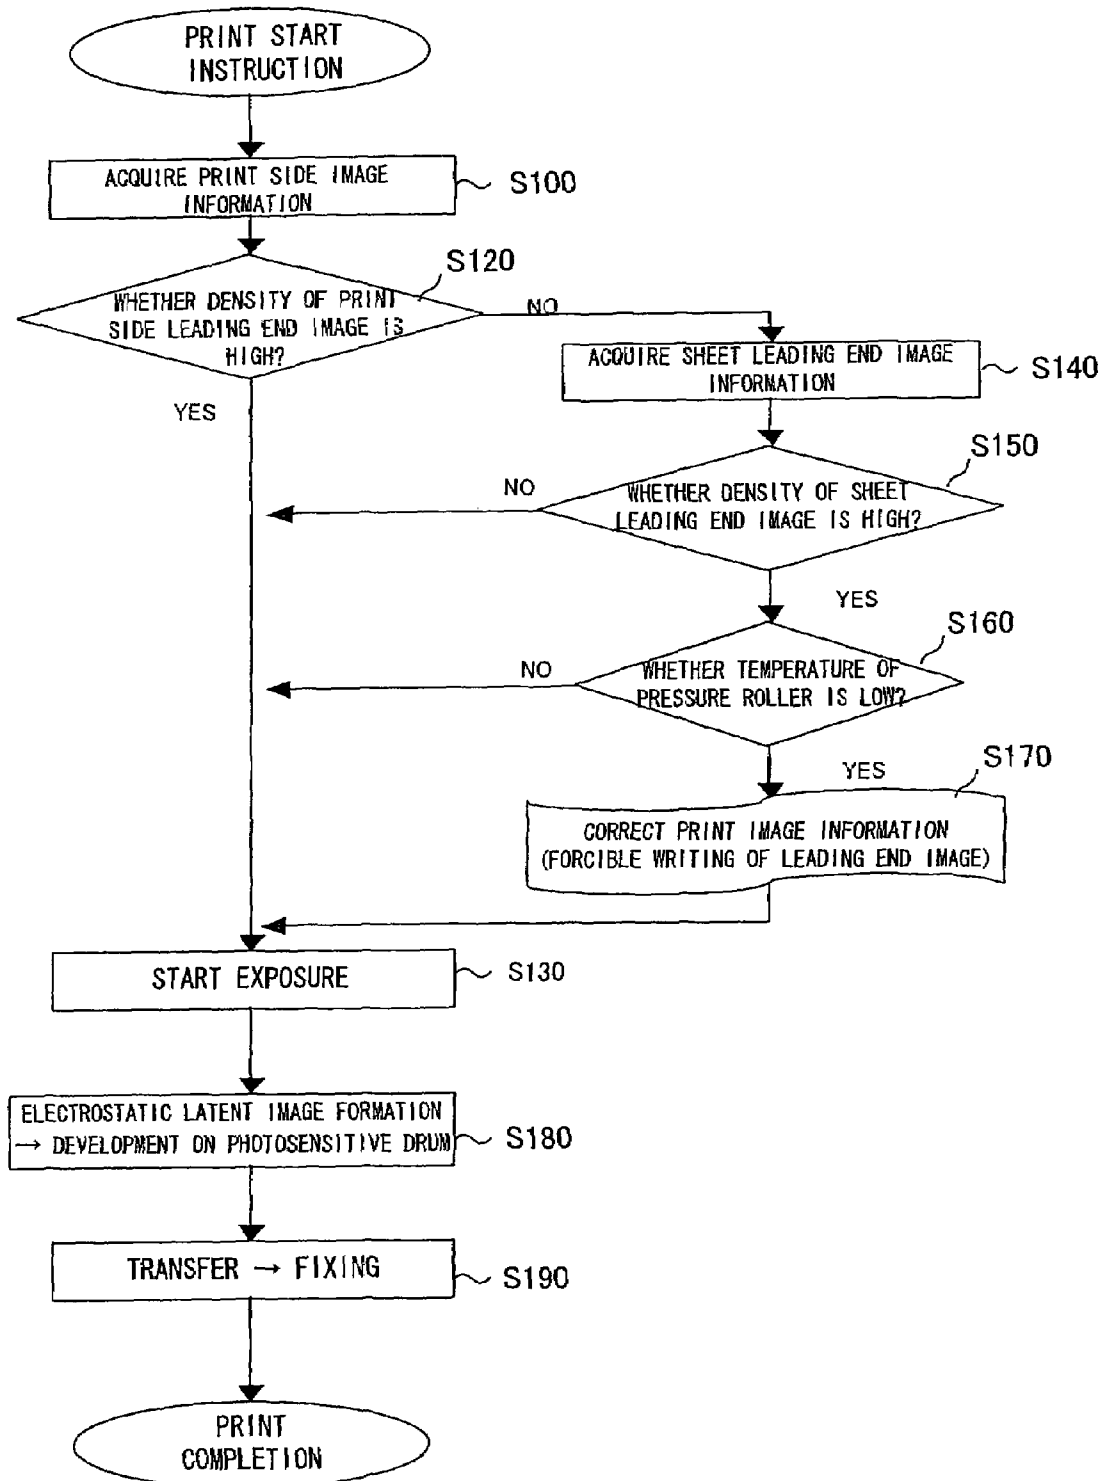 PRINT START
INSTRUCTION
ACQUIRE PRINT SIDE IMAGE
INFORMATION
S100
S120
WHETHER DENSITY OF PRINT
SIDE LEADING END IMAGE IS
HIGH?
NO
YES
ACQUIRE SHEET LEADING END IMAGE
INFORMATION
S140
S150
WHETHER DENSITY OF SHEET
LEADING END IMAGE IS HIGH?
NO
YES
S160
WHETHER TEMPERATURE OF
PRESSURE ROLLER IS LOW?
NO
YES
S170
CORRECT PRINT IMAGE INFORMATION
(FORCIBLE WRITING OF LEADING END IMAGE)
START EXPOSURE
S130
ELECTROSTATIC LATENT IMAGE FORMATION
→ DEVELOPMENT ON PHOTOSENSITIVE DRUM
S180
TRANSFER → FIXING
S190
PRINT
COMPLETION